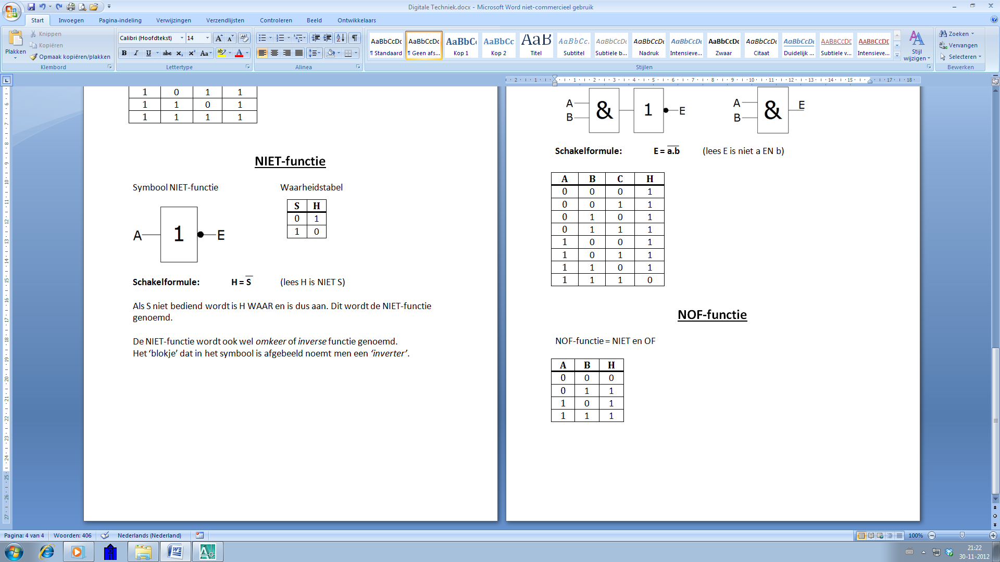 Digitale Techniek.docx - Microsoft Word niet-commercieel gebruik
Start Invoegen Pagina-indeling Verwijzingen Verzendlijsten Controleren Beeld Ontwikkelaars
Plakken
Knippen
Kopiëren
Opmaak kopiëren/plakken
Klembord
Calibri (Hoofdtekst) 14
Lettertype
Alinea
AaBbCcDc AaBbCcDc AaBbCc AaBbCc AaB AaBbCc. AaBbCcDc AaBbCcDc AaBbCcDc AaBbCcDc AaBbCcDc AaBbCcDc AABBCCDD AABBCCDD
¶ Standaard ¶ Geen afs... Kop 1 Kop 2 Titel Subtitel Subtiele b... Nadruk Intensieve... Zwaar Citaat Duidelijk ... Subtiele v... Intensieve...
Stijl wijzigen
Stijlen
Zoeken
Vervangen
Selecteren
Bewerken
1 0 1 1
1 1 0 1
1 1 1 1
NIET-functie
Symbool NIET-functie Waarheidstabel
S H
0 1
1 0
A 1 E
Schakelformule: H = S̅ (lees H is NIET S)
Als S niet bediend wordt is H WAAR en is dus aan. Dit wordt de NIET-functie
genoemd.
De NIET-functie wordt ook wel omkeer of inverse functie genoemd.
Het ‘blokje’ dat in het symbool is afgebeeld noemt men een ‘inverter’.
A B & 1 E
A B & E
Schakelformule: E = a̅.̅b̅ (lees E is niet a EN b)
A B C H
0 0 0 1
0 0 1 1
0 1 0 1
0 1 1 1
1 0 0 1
1 0 1 1
1 1 0 1
1 1 1 0
NOF-functie
NOF-functie = NIET en OF
A B H
0 0 0
0 1 1
1 0 1
1 1 1
Pagina: 4 van 4 Woorden: 406 Nederlands (Nederland) 100%
21:22
30-11-2012